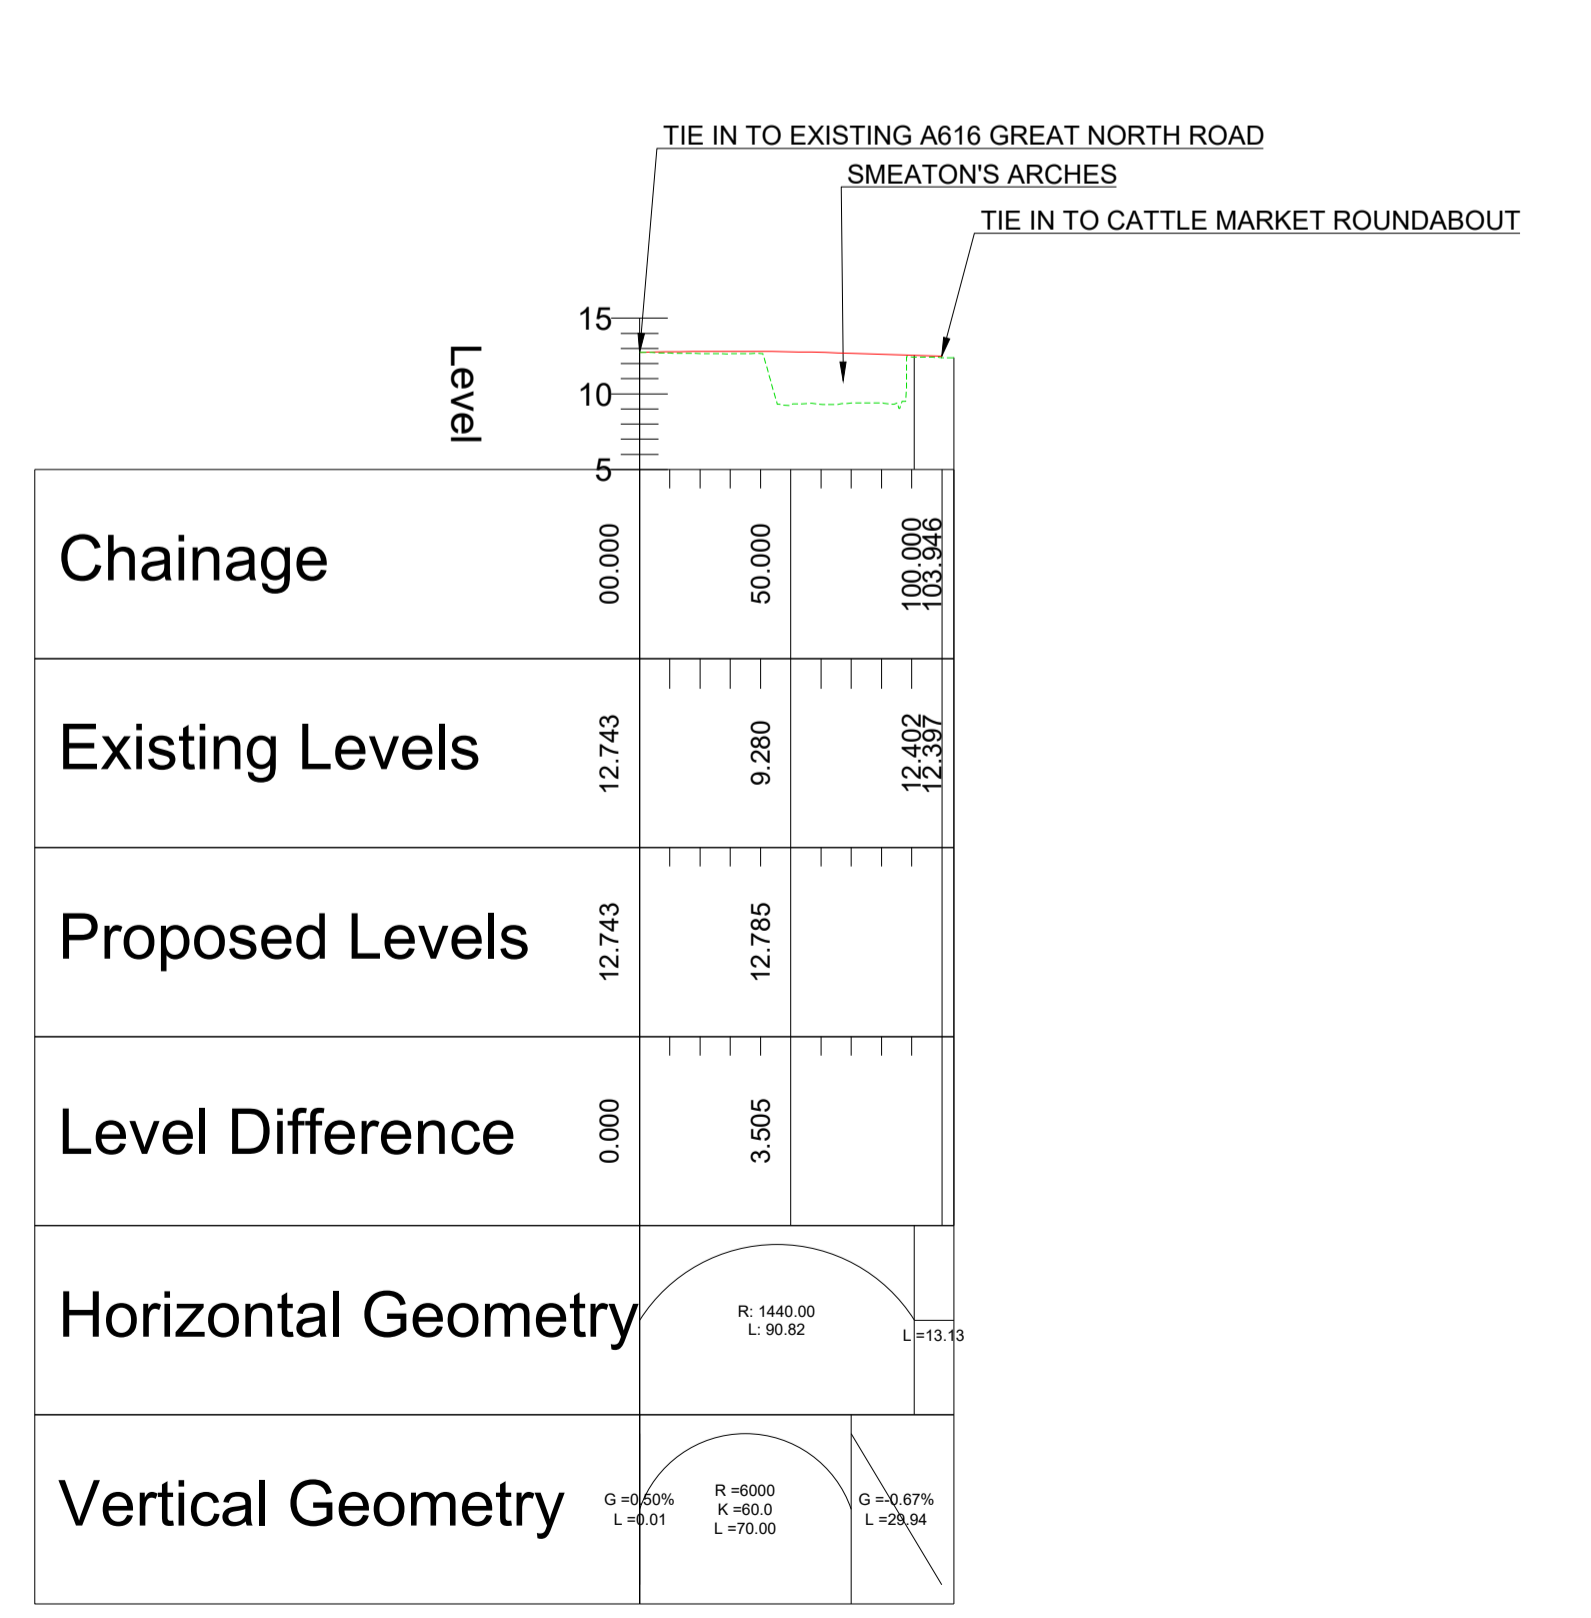 TIE IN TO EXISTING A616 GREAT NORTH ROAD
SMEATON'S ARCHES
TIE IN TO CATTLE MARKET ROUNDABOUT
Level
15
10
5
Chainage
00.000
50.000
100.000
103.946
Existing Levels
12.743
9.280
12.402
12.397
Proposed Levels
12.743
12.785
Level Difference
0.000
3.505
Horizontal Geometry
R: 1440.00
L: 90.82
L =13.13
Vertical Geometry
G =0.50%
L =0.01
R =6000
K =60.0
L =70.00
G =-0.67%
L =29.94